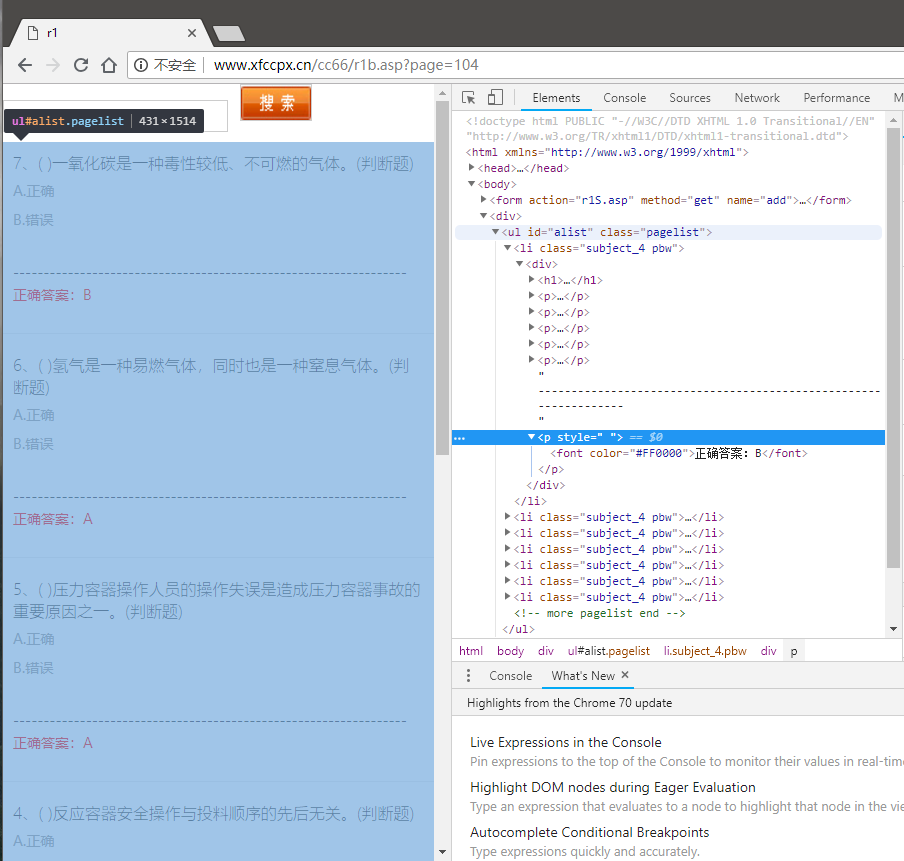 r1
不安全 www.xfccpx.cn/cc66/r1b.asp?page=104
搜 索
ul#alist.pagelist 431×1514
7、( )一氧化碳是一种毒性较低、不可燃的气体。(判断题)
A.正确
B.错误
---------------------------------------------------------
正确答案：B
6、( )氢气是一种易燃气体，同时也是一种窒息气体。(判
断题)
A.正确
B.错误
---------------------------------------------------------
正确答案：A
5、( )压力容器操作人员的操作失误是造成压力容器事故的
重要原因之一。(判断题)
A.正确
B.错误
---------------------------------------------------------
正确答案：A
4、( )反应容器安全操作与投料顺序的先后无关。(判断题)
A.正确
Elements Console Sources Network Performance M
<!doctype html PUBLIC "-//W3C//DTD XHTML 1.0 Transitional//EN"
"http://www.w3.org/TR/xhtml1/DTD/xhtml1-transitional.dtd">
<html xmlns="http://www.w3.org/1999/xhtml">
<head>…</head>
<body>
<form action="r1S.asp" method="get" name="add">…</form>
<div>
<ul id="alist" class="pagelist">
<li class="subject_4 pbw">
<div>
<h1>…</h1>
<p>…</p>
<p>…</p>
<p>…</p>
<p>…</p>
<p>…</p>
"
------------------------------------------------
-------------
"
… <p style=" "> == $0
<font color="#FF0000">正确答案：B</font>
</p>
</div>
</li>
<li class="subject_4 pbw">…</li>
<li class="subject_4 pbw">…</li>
<li class="subject_4 pbw">…</li>
<li class="subject_4 pbw">…</li>
<li class="subject_4 pbw">…</li>
<li class="subject_4 pbw">…</li>
<!-- more pagelist end -->
</ul>
html body div ul#alist.pagelist li.subject_4.pbw div p
Console What's New ×
Highlights from the Chrome 70 update
Live Expressions in the Console
Pin expressions to the top of the Console to monitor their values in real-time
Highlight DOM nodes during Eager Evaluation
Type an expression that evaluates to a node to highlight that node in the vie
Autocomplete Conditional Breakpoints
Type expressions quickly and accurately.